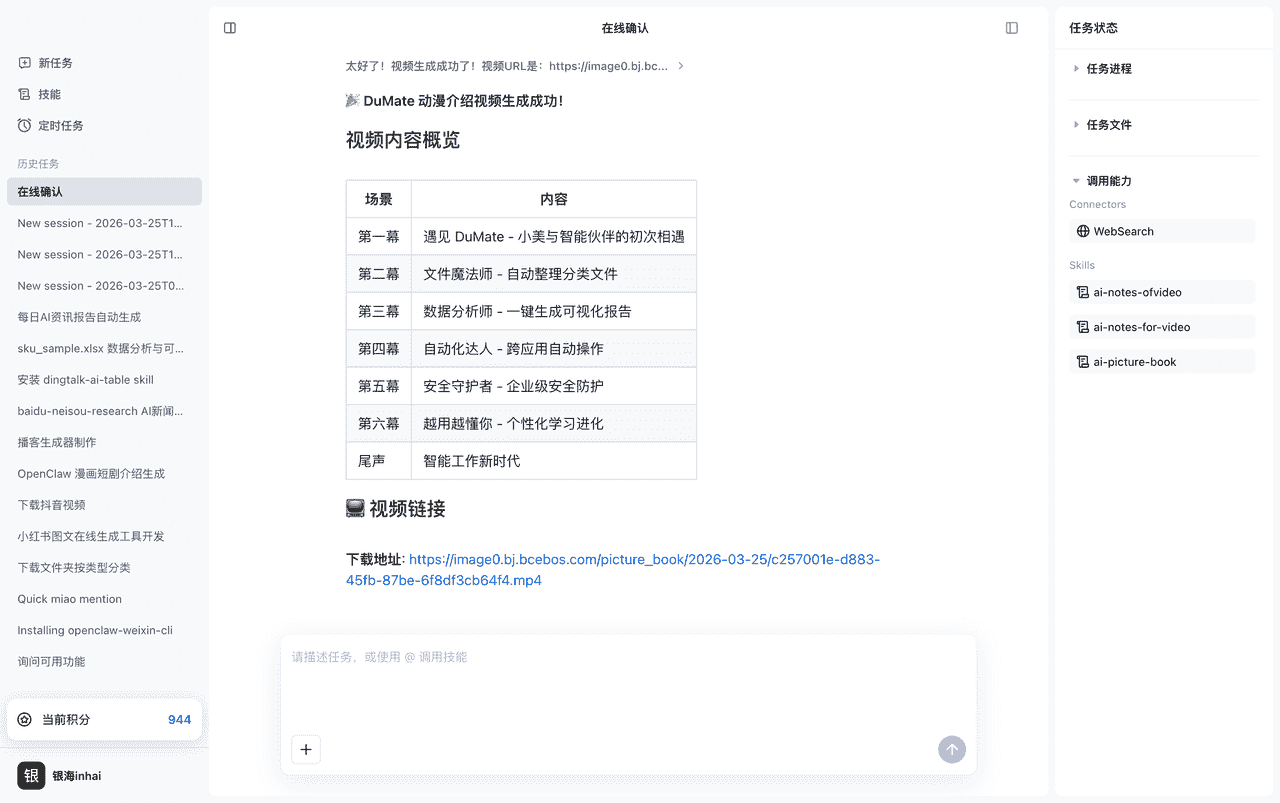 新任务
技能
定时任务
历史任务
在线确认
New session - 2026-03-25T1...
New session - 2026-03-25T1...
New session - 2026-03-25T0...
每日AI资讯报告自动生成
sku_sample.xlsx 数据分析与可...
安装 dingtalk-ai-table skill
baidu-neisou-research AI新闻...
播客生成器制作
OpenClaw 漫画短剧介绍生成
下载抖音视频
小红书图文在线生成工具开发
下载文件夹按类型分类
Quick miao mention
Installing openclaw-weixin-cli
询问可用功能
当前积分 944
银 银海inhai
在线确认
太好了！视频生成成功了！视频URL是：https://image0.bj.bc...
🎉 DuMate 动漫介绍视频生成成功！
视频内容概览
场景 内容
第一幕 遇见 DuMate - 小美与智能伙伴的初次相遇
第二幕 文件魔法师 - 自动整理分类文件
第三幕 数据分析师 - 一键生成可视化报告
第四幕 自动化达人 - 跨应用自动操作
第五幕 安全守护者 - 企业级安全防护
第六幕 越用越懂你 - 个性化学习进化
尾声 智能工作新时代
📺 视频链接
下载地址: https://image0.bj.bcebos.com/picture_book/2026-03-25/c257001e-d883-
45fb-87be-6f8df3cb64f4.mp4
请描述任务，或使用 @ 调用技能
任务状态
任务进程
任务文件
调用能力
Connectors
WebSearch
Skills
ai-notes-ofvideo
ai-notes-for-video
ai-picture-book